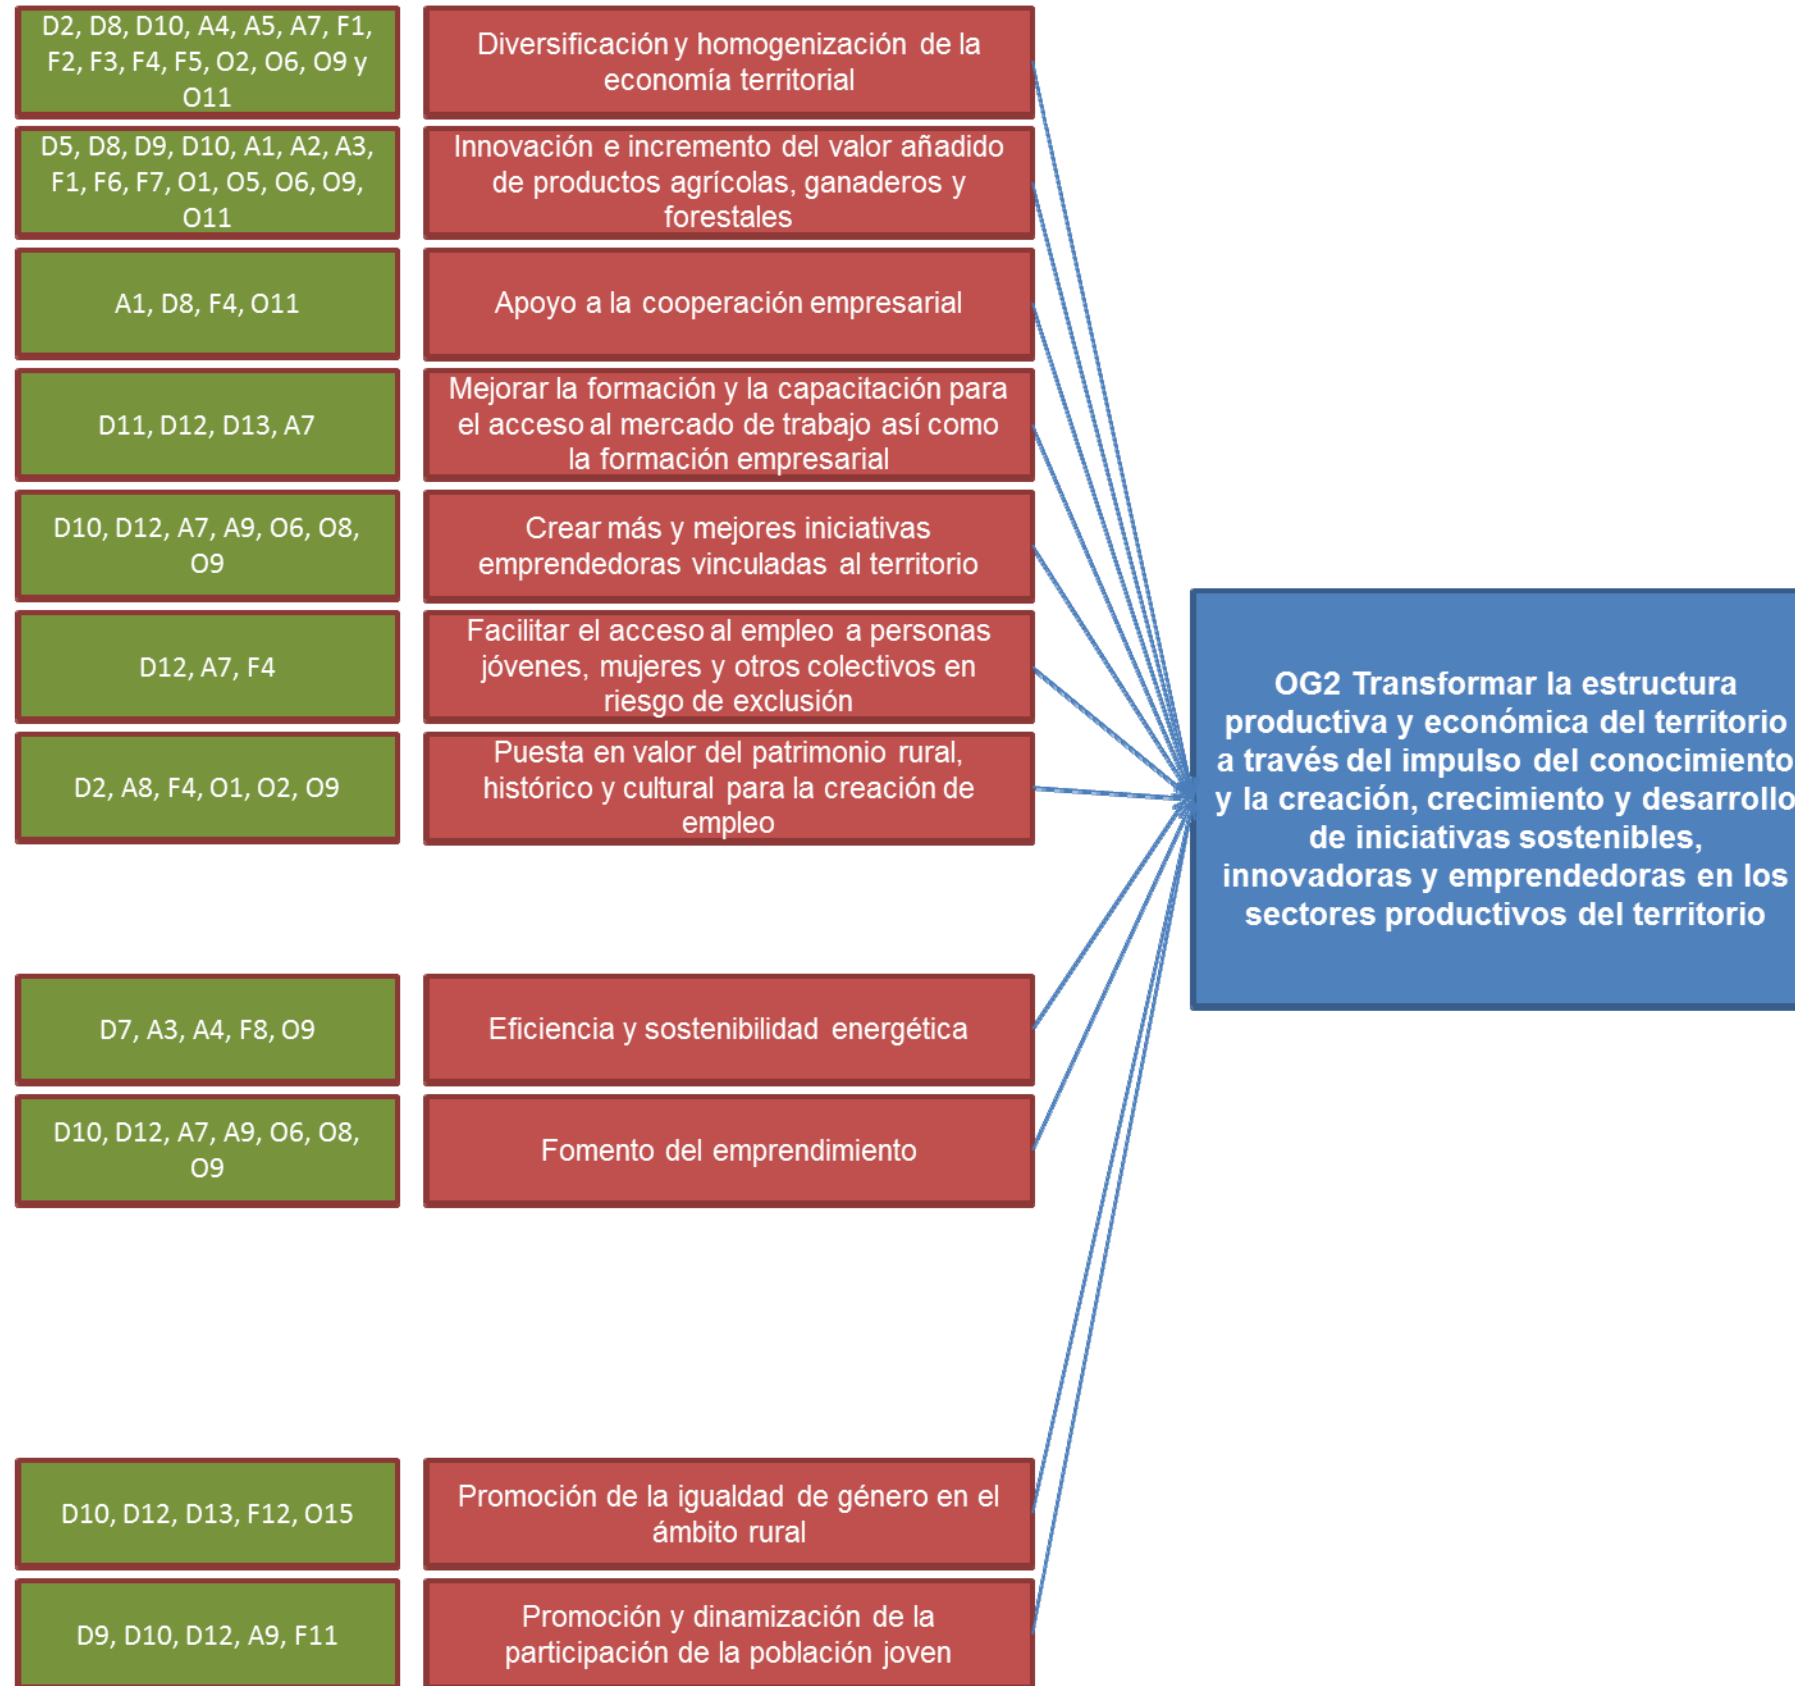 D2, D8, D10, A4, A5, A7, F1,
F2, F3, F4, F5, O2, O6, O9 y
O11
Diversificación y homogenización de la
economía territorial
D5, D8, D9, D10, A1, A2, A3,
F1, F6, F7, O1, O5, O6, O9,
O11
Innovación e incremento del valor añadido
de productos agrícolas, ganaderos y
forestales
A1, D8, F4, O11
Apoyo a la cooperación empresarial
D11, D12, D13, A7
Mejorar la formación y la capacitación para
el acceso al mercado de trabajo así como
la formación empresarial
D10, D12, A7, A9, O6, O8,
O9
Crear más y mejores iniciativas
emprendedoras vinculadas al territorio
D12, A7, F4
Facilitar el acceso al empleo a personas
jóvenes, mujeres y otros colectivos en
riesgo de exclusión
D2, A8, F4, O1, O2, O9
Puesta en valor del patrimonio rural,
histórico y cultural para la creación de
empleo
D7, A3, A4, F8, O9
Eficiencia y sostenibilidad energética
D10, D12, A7, A9, O6, O8,
O9
Fomento del emprendimiento
D10, D12, D13, F12, O15
Promoción de la igualdad de género en el
ámbito rural
D9, D10, D12, A9, F11
Promoción y dinamización de la
participación de la población joven
OG2 Transformar la estructura
productiva y económica del territorio
a través del impulso del conocimiento
y la creación, crecimiento y desarrollo
de iniciativas sostenibles,
innovadoras y emprendedoras en los
sectores productivos del territorio